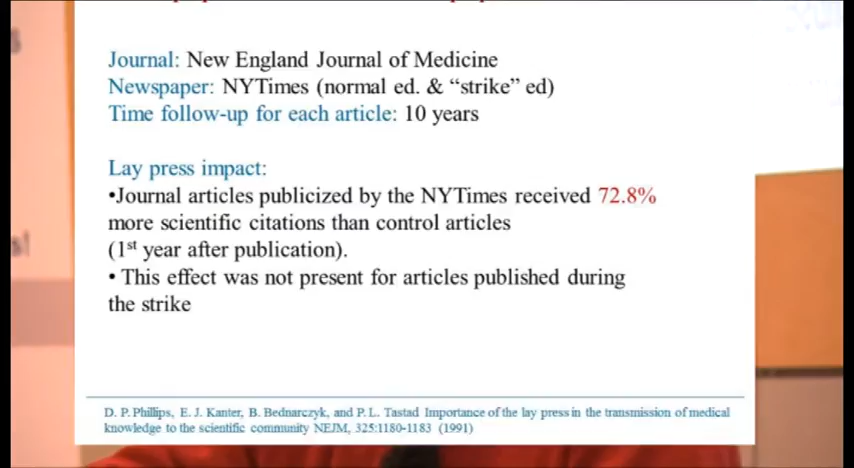 Journal: New England Journal of Medicine
Newspaper: NYTimes (normal ed. & “strike” ed)
Time follow-up for each article: 10 years
Lay press impact:
•Journal articles publicized by the NYTimes received 72.8%
more scientific citations than control articles
(1st year after publication).
• This effect was not present for articles published during
the strike
D. P. Phillips, E. J. Kanter, B. Bednarczyk, and P. L. Tastad Importance of the lay press in the transmission of medical
knowledge to the scientific community NEJM, 325:1180-1183 (1991)